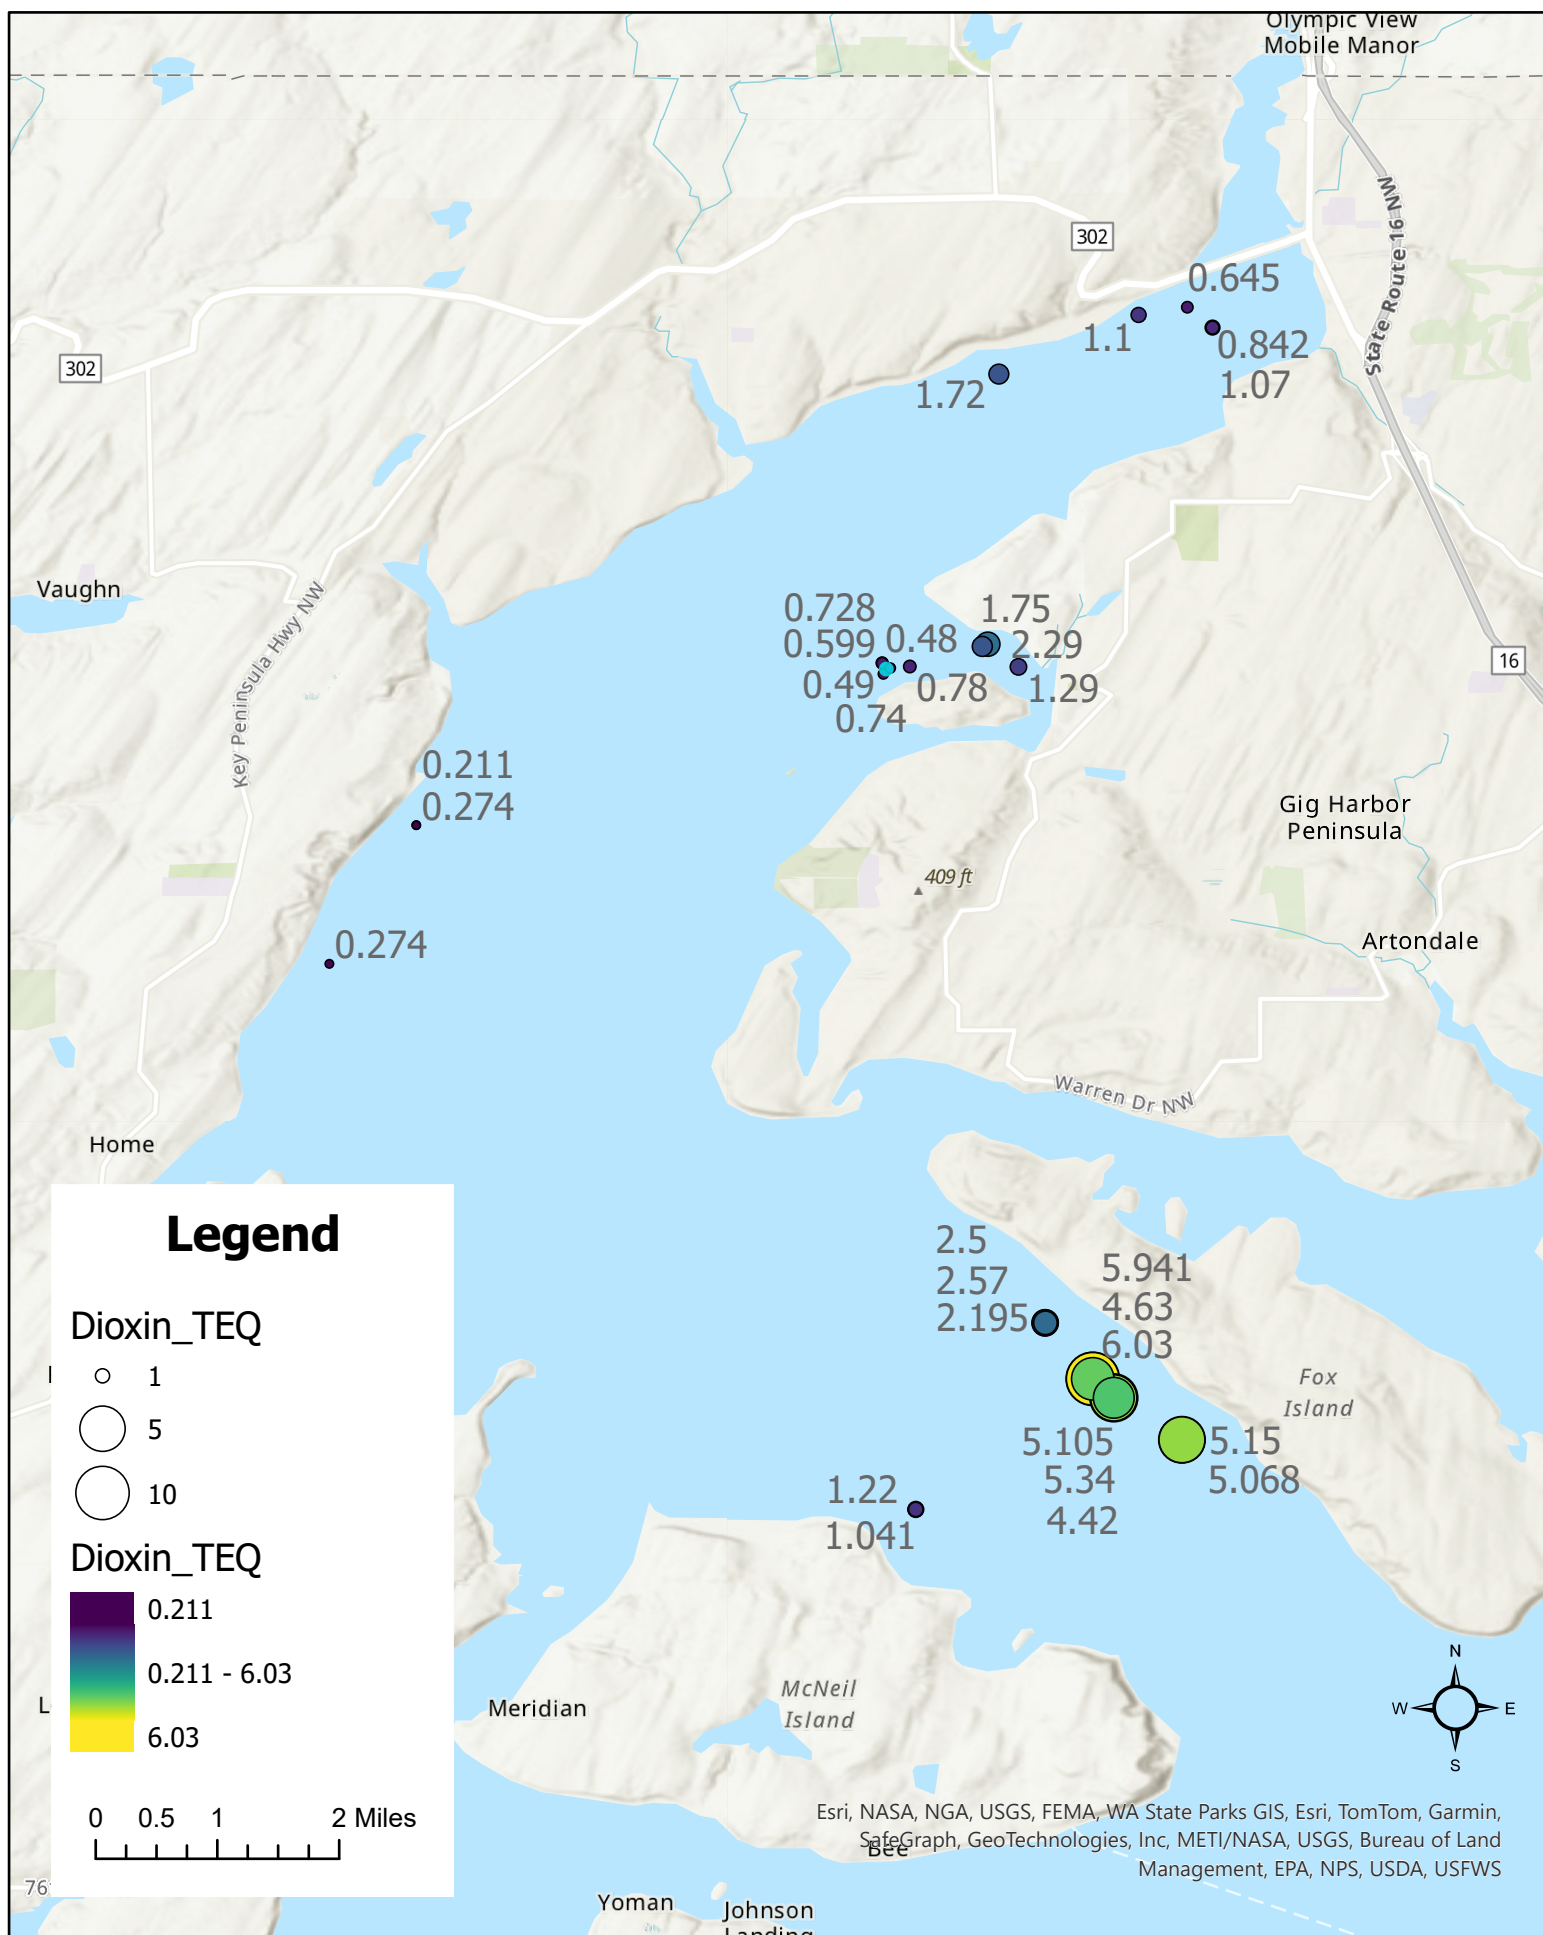 Olympic View
Mobile Manor
302
State Route 16 NW
0.645
1.1
0.842
1.07
302
1.72
Vaughn
Key Peninsula Hwy NW
0.728
1.75
0.599
0.48
2.29
16
0.49
0.78
1.29
0.74
0.211
0.274
Gig Harbor
Peninsula
409 ft
0.274
Artondale
Warren Dr NW
Home
2.5
2.57
2.195
5.941
4.63
6.03
Fox
Island
5.105
5.34
4.42
5.15
5.068
1.22
1.041
Legend
Dioxin_TEQ
1
5
10
Dioxin_TEQ
0.211
0.211 - 6.03
6.03
0 0.5 1 2 Miles
Meridian
McNeil
Island
N
W E
S
Esri, NASA, NGA, USGS, FEMA, WA State Parks GIS, Esri, TomTom, Garmin,
SafeGraph, GeoTechnologies, Inc, METI/NASA, USGS, Bureau of Land
Management, EPA, NPS, USDA, USFWS
Bee
76
Yoman
Johnson
Landing